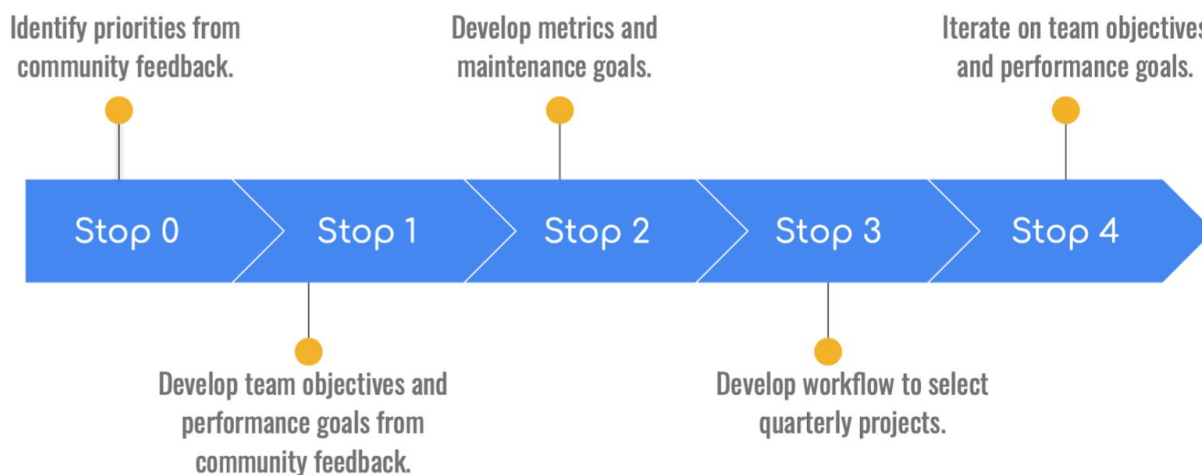 Identify priorities from
community feedback.
Develop metrics and
maintenance goals.
Iterate on team objectives
and performance goals.
Stop 0
Stop 1
Stop 2
Stop 3
Stop 4
Develop team objectives and
performance goals from
community feedback.
Develop workflow to select
quarterly projects.